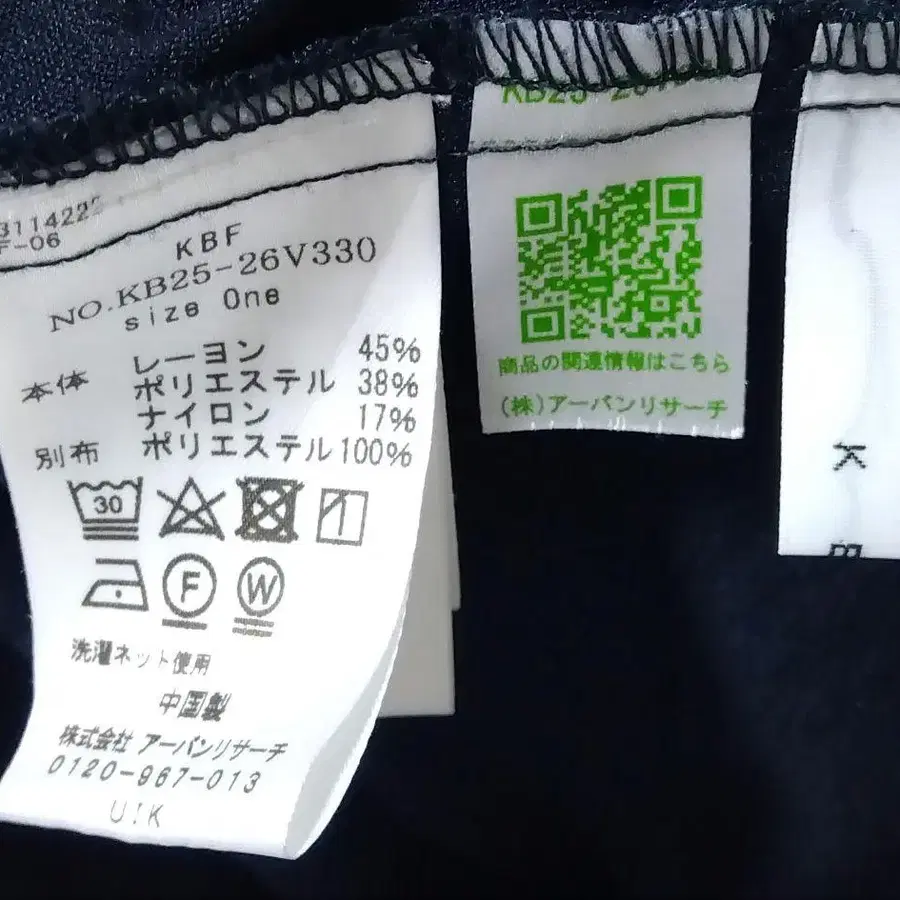 F-06
KBF
NO.KB25-26V330
size One
本体 レーヨン 45%
ポリエステル 38%
ナイロン 17%
別布 ポリエステル 100%
30
F
W
洗濯ネット使用
中国製
株式会社 アーバンリサーチ
0120-967-013
U!K
商品の関連情報はこちら
(株)アーバンリサーチ
K
B